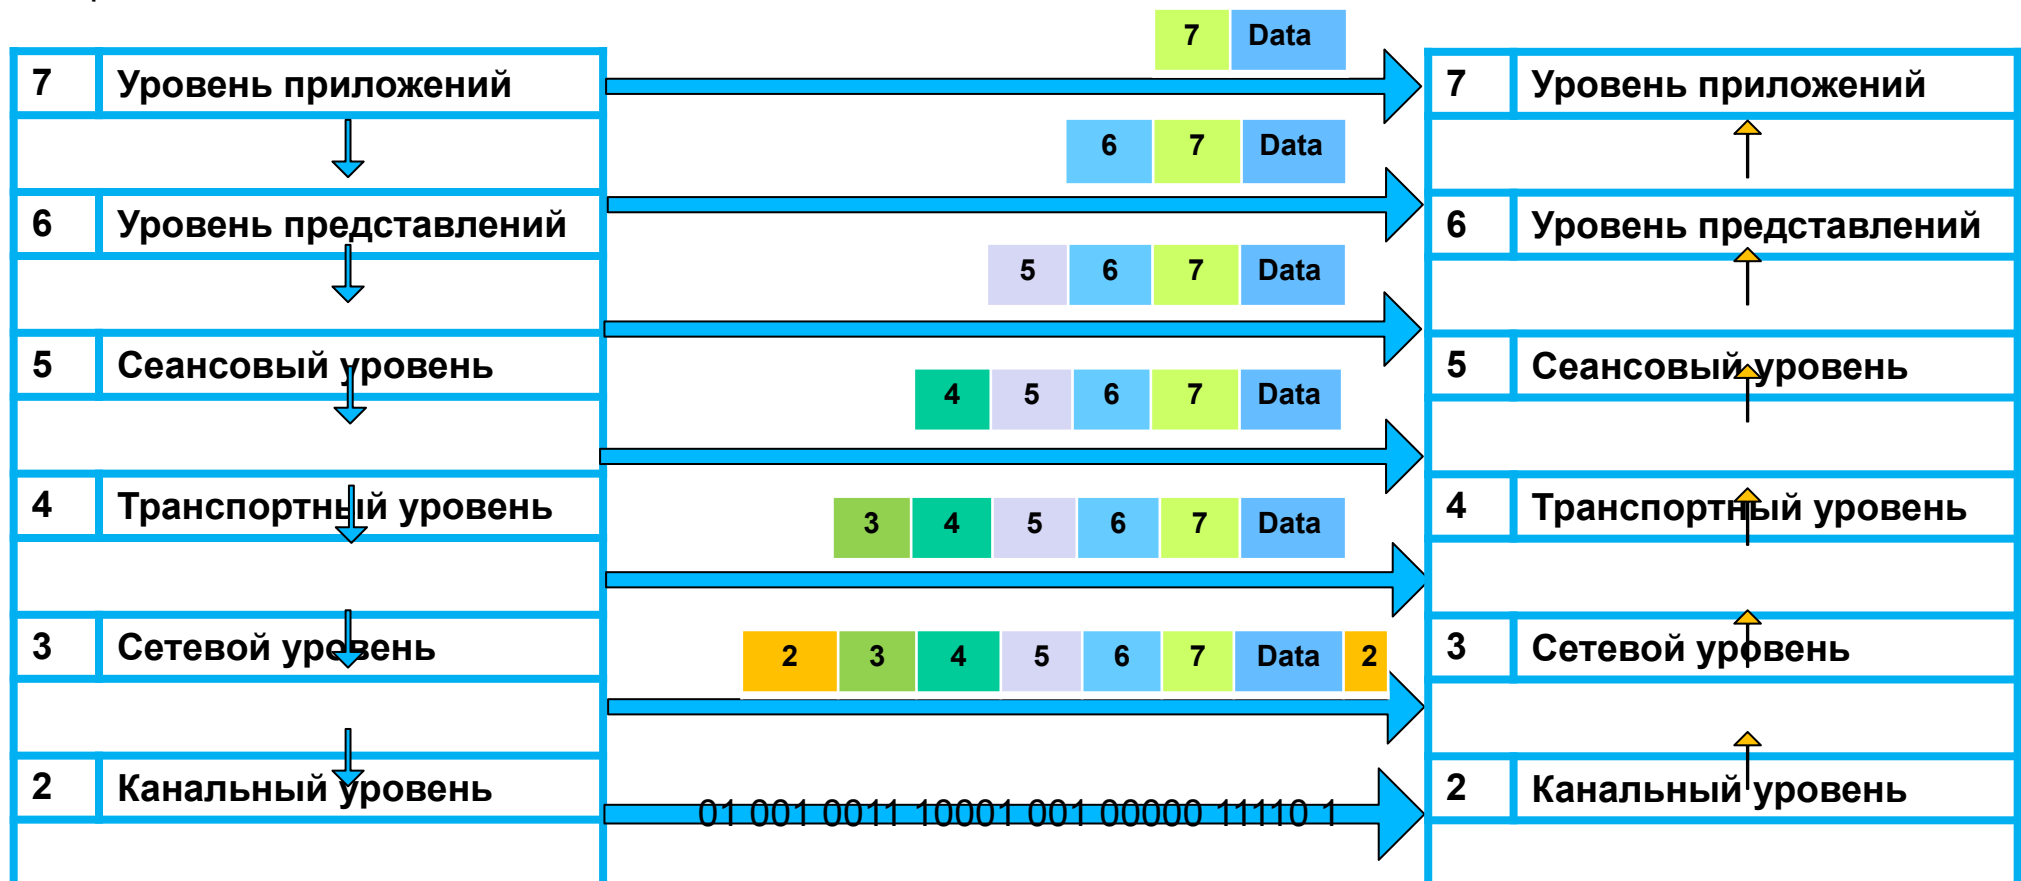 7 Data
7 Уровень приложений 7 Уровень приложений
6 7 Data
6 Уровень представлений 6 Уровень представлений
5 6 7 Data
5 Сеансовый уровень 5 Сеансовый уровень
4 5 6 7 Data
4 Транспортный уровень 4 Транспортный уровень
3 4 5 6 7 Data
3 Сетевой уровень 3 Сетевой уровень
2 3 4 5 6 7 Data 2
2 Канальный уровень 2 Канальный уровень
01 001 0011 10001 001 00000 11110 1